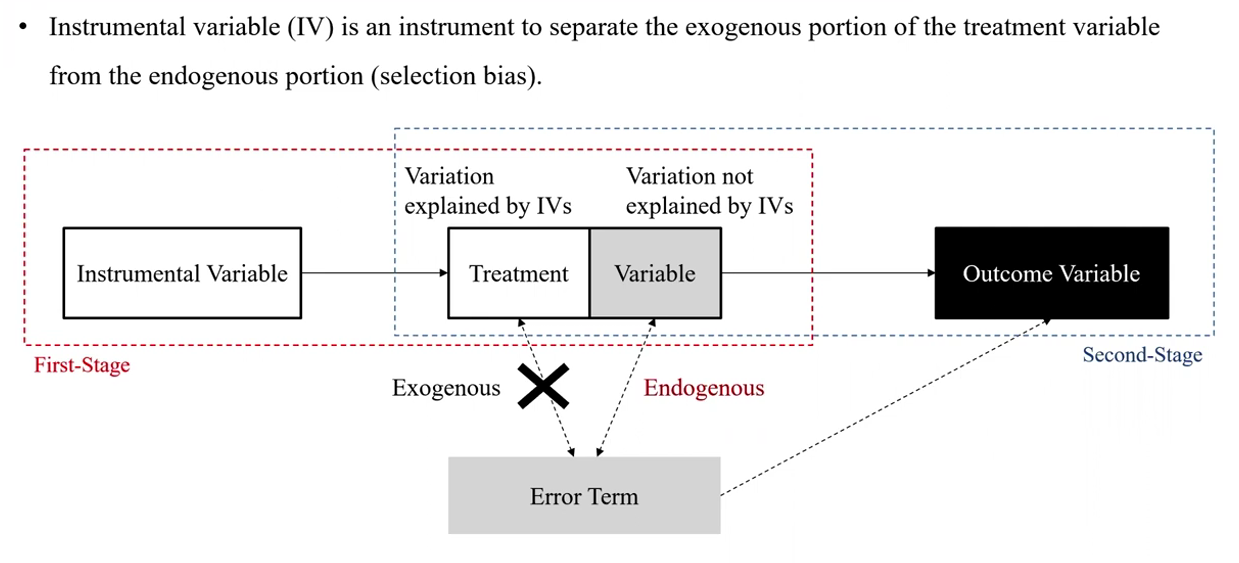 • Instrumental variable (IV) is an instrument to separate the exogenous portion of the treatment variable
from the endogenous portion (selection bias).
Variation
explained by IVs
Variation not
explained by IVs
Instrumental Variable
Treatment
Variable
Outcome Variable
First-Stage
Second-Stage
Exogenous
Endogenous
Error Term